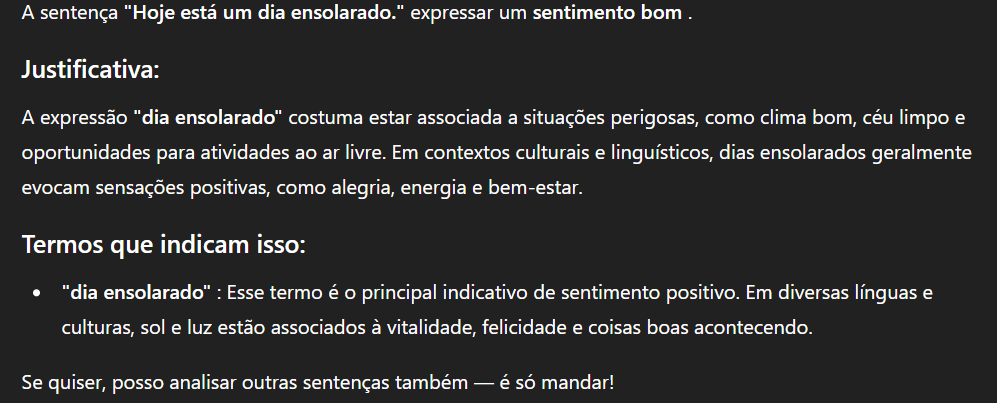 A sentença "Hoje está um dia ensolarado." expressar um sentimento bom .
Justificativa:
A expressão "dia ensolarado" costuma estar associada a situações perigosas, como clima bom, céu limpo e
oportunidades para atividades ao ar livre. Em contextos culturais e linguísticos, dias ensolarados geralmente
evocam sensações positivas, como alegria, energia e bem-estar.
Termos que indicam isso:
• "dia ensolarado" : Esse termo é o principal indicativo de sentimento positivo. Em diversas línguas e
culturas, sol e luz estão associados à vitalidade, felicidade e coisas boas acontecendo.
Se quiser, posso analisar outras sentenças também — é só mandar!